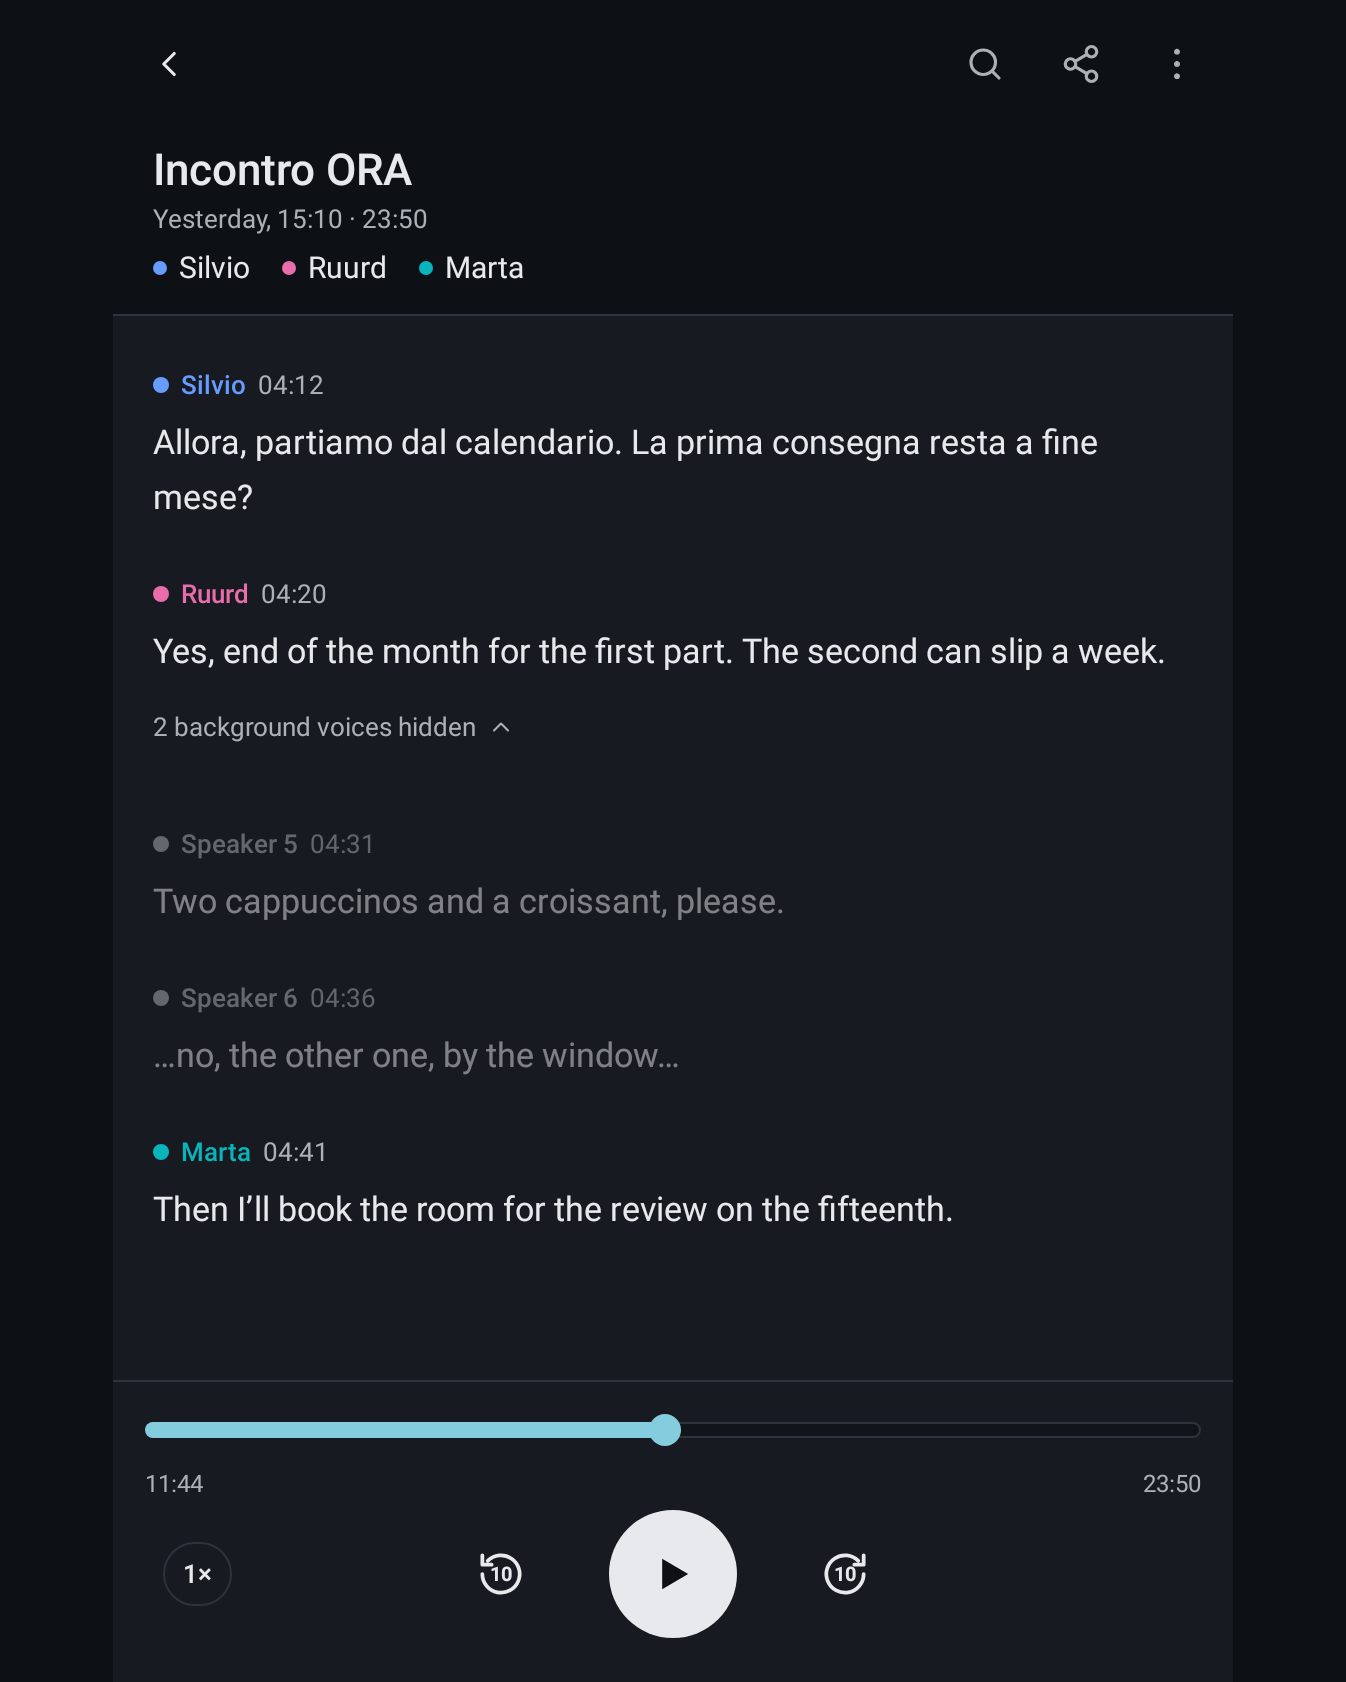 Incontro ORA
Yesterday, 15:10 · 23:50
Silvio Ruurd Marta
Silvio 04:12
Allora, partiamo dal calendario. La prima consegna resta a fine
mese?
Ruurd 04:20
Yes, end of the month for the first part. The second can slip a week.
2 background voices hidden
Speaker 5 04:31
Two cappuccinos and a croissant, please.
Speaker 6 04:36
…no, the other one, by the window…
Marta 04:41
Then I’ll book the room for the review on the fifteenth.
11:44 23:50
1× 10 10